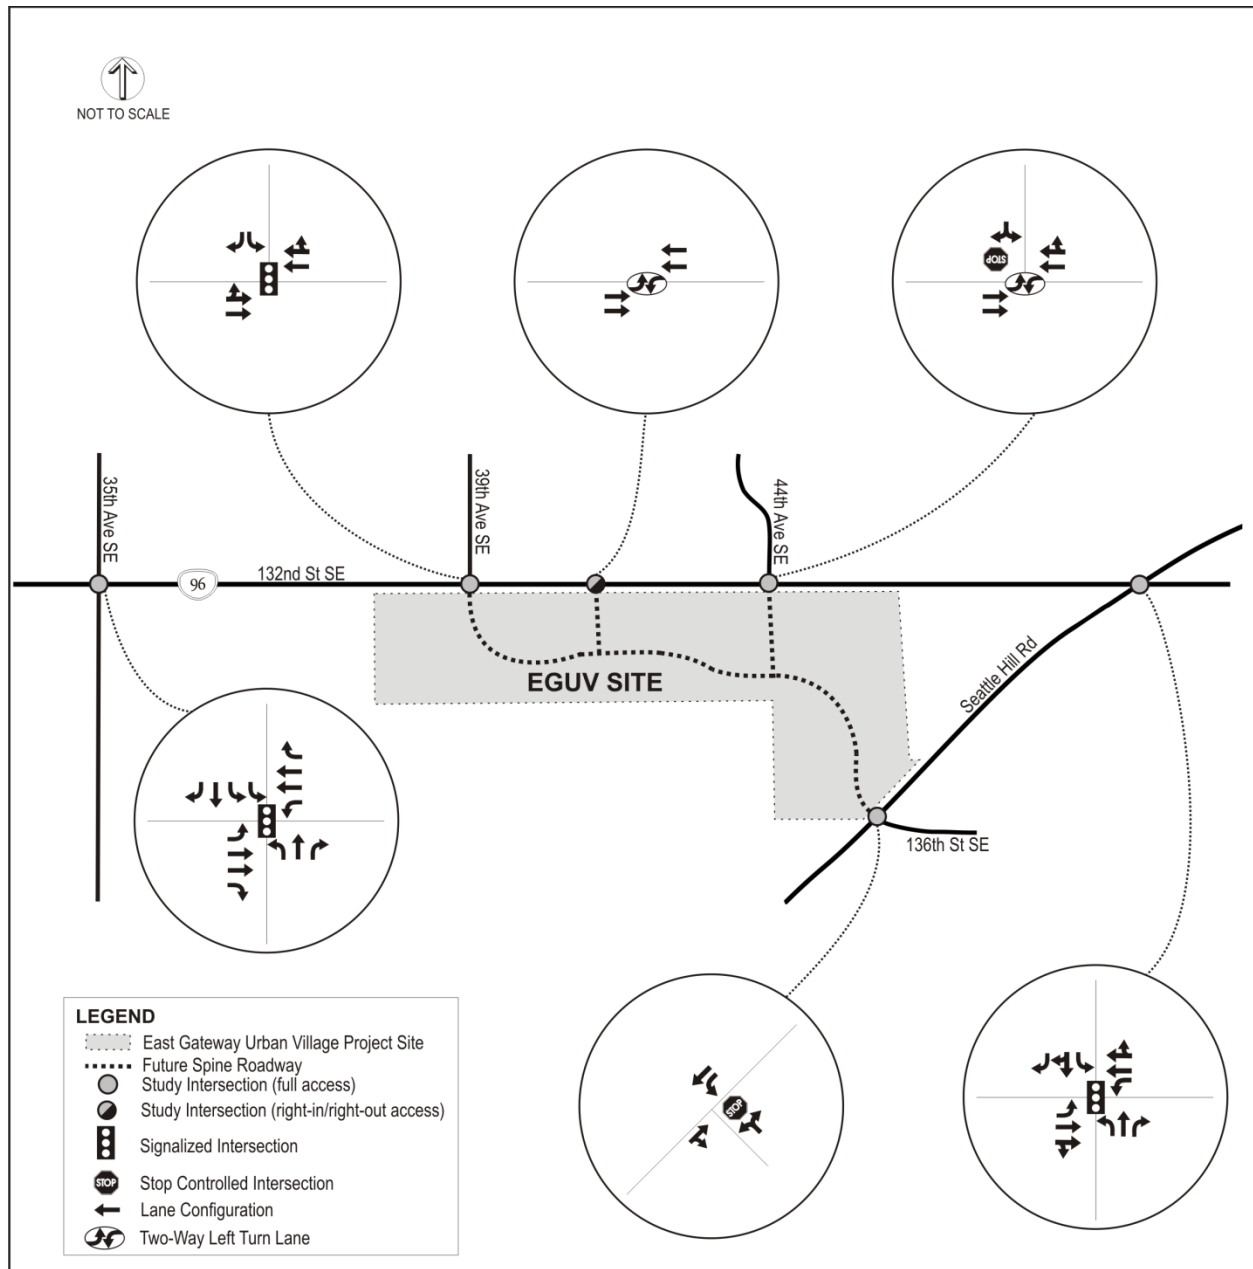 NOT TO SCALE
STOP
35th Ave SE
39th Ave SE
44th Ave SE
132nd St SE
96
EGUV SITE
Seattle Hill Rd
136th St SE
STOP
LEGEND
East Gateway Urban Village Project Site
Future Spine Roadway
Study Intersection (full access)
Study Intersection (right-in/right-out access)
Signalized Intersection
STOP
Stop Controlled Intersection
Lane Configuration
Two-Way Left Turn Lane